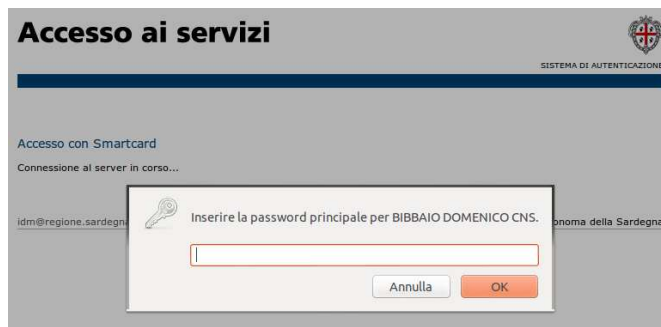 Accesso ai servizi
SISTEMA DI AUTENTICAZIONE
Accesso con Smartcard
Connessione al server in corso...
Inserire la password principale per BIBBAIO DOMENICO CNS.
idm@regione.sardegn
onoma della Sardegna
Annulla
OK